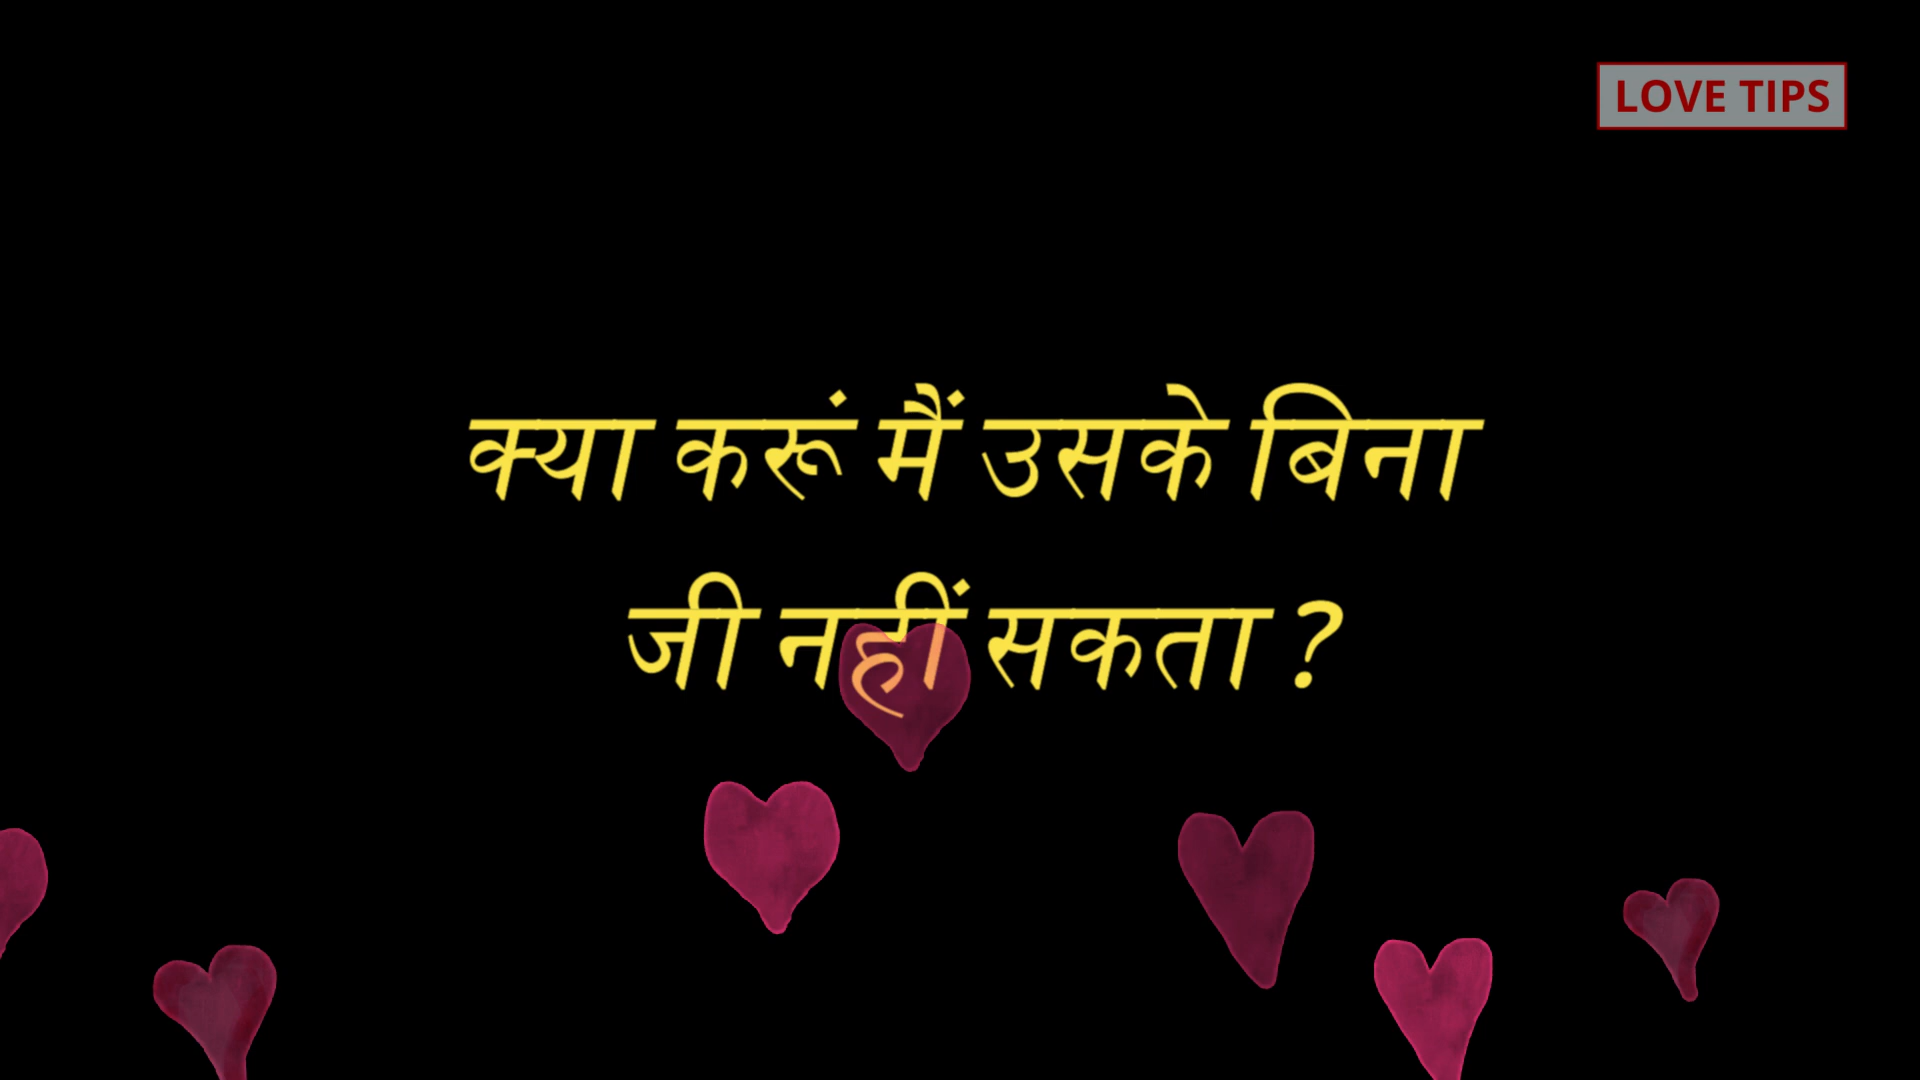 LOVE TIPS
क्या करूं मैं उसके बिना
जी नहीं सकता ?